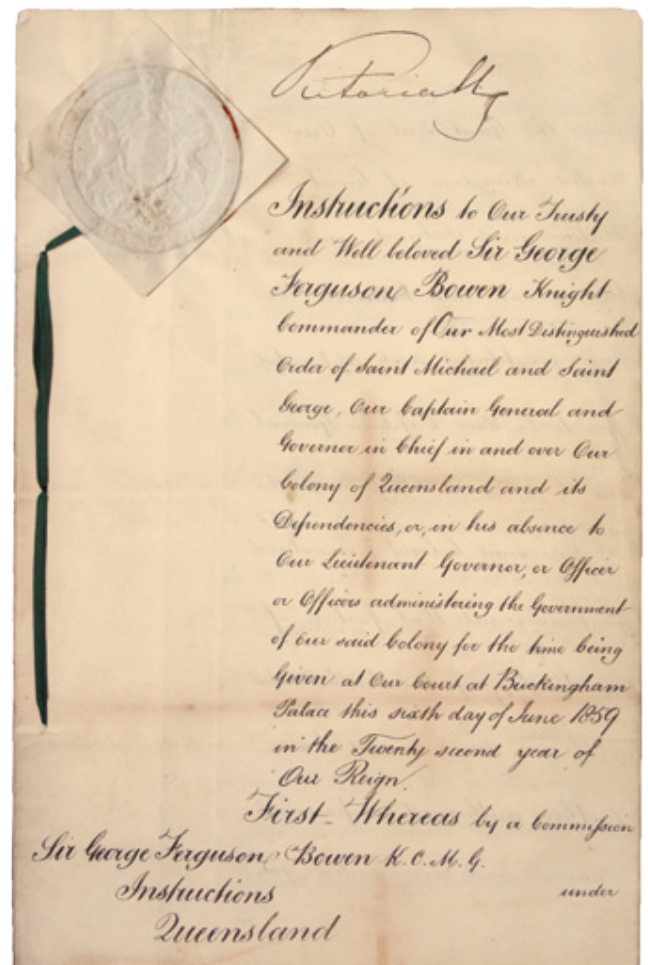 Victoria R
Instructions to Our Trusty
and Well beloved Sir George
Ferguson Bowen Knight
Commander of Our Most Distinguished
Order of Saint Michael and Saint
George, Our Captain General and
Governor in Chief in and over Our
Colony of Queensland and its
Dependencies, or, in his absence to
Our Lieutenant Governor, or Officer
or Officers administering the Government
of our said Colony for the time being
Given at Our Court at Buckingham
Palace this sixth day of June 1859
in the Twenty second year of
Our Reign.
First. Whereas by a Commission
Sir George Ferguson Bowen K.C.M.G.
Instructions
under
Queensland